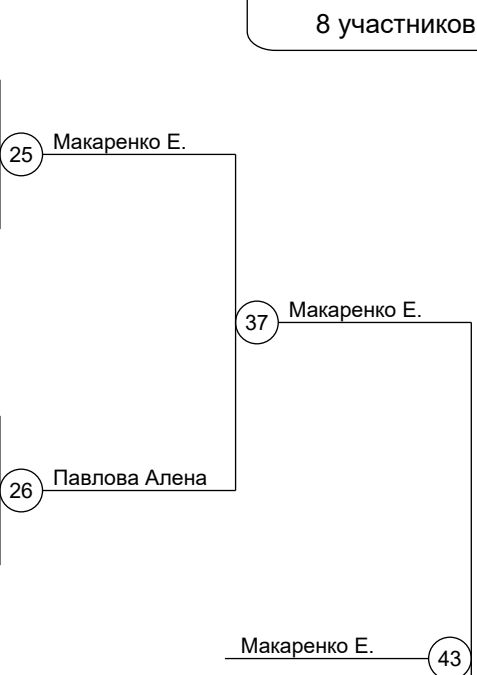 8 участников
Макаренко Е.
25
Макаренко Е.
37
Павлова Алена
26
Макаренко Е.
43